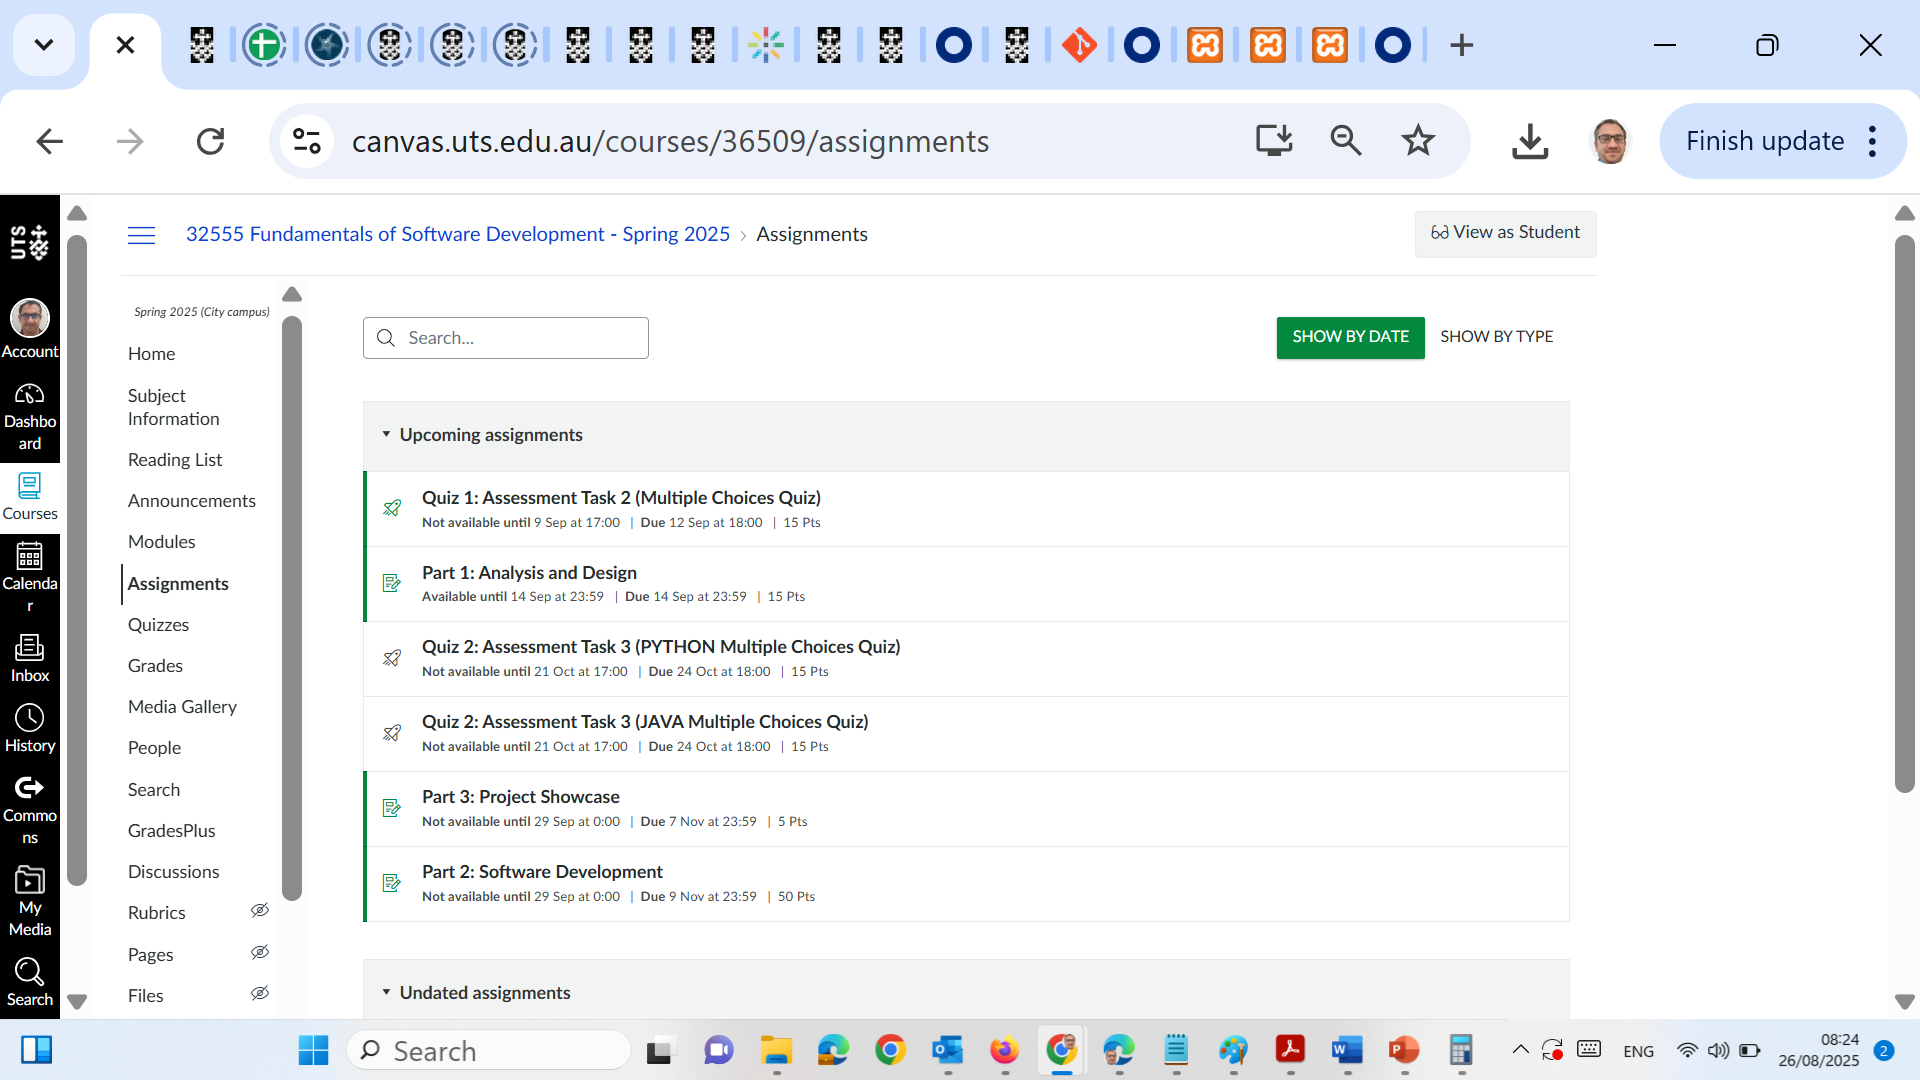 canvas.uts.edu.au/courses/36509/assignments
Finish update
UTS
Account
Dashbo
ard
Courses
Calenda
r
Inbox
History
Commo
ns
My
Media
Search
32555 Fundamentals of Software Development - Spring 2025 › Assignments
View as Student
Spring 2025 (City campus)
Home
Subject
Information
Reading List
Announcements
Modules
Assignments
Quizzes
Grades
Media Gallery
People
Search
GradesPlus
Discussions
Rubrics
Pages
Files
Search...
SHOW BY DATE
SHOW BY TYPE
Upcoming assignments
Quiz 1: Assessment Task 2 (Multiple Choices Quiz)
Not available until 9 Sep at 17:00 | Due 12 Sep at 18:00 | 15 Pts
Part 1: Analysis and Design
Available until 14 Sep at 23:59 | Due 14 Sep at 23:59 | 15 Pts
Quiz 2: Assessment Task 3 (PYTHON Multiple Choices Quiz)
Not available until 21 Oct at 17:00 | Due 24 Oct at 18:00 | 15 Pts
Quiz 2: Assessment Task 3 (JAVA Multiple Choices Quiz)
Not available until 21 Oct at 17:00 | Due 24 Oct at 18:00 | 15 Pts
Part 3: Project Showcase
Not available until 29 Sep at 0:00 | Due 7 Nov at 23:59 | 5 Pts
Part 2: Software Development
Not available until 29 Sep at 0:00 | Due 9 Nov at 23:59 | 50 Pts
Undated assignments
Search
ENG
08:24
26/08/2025
2